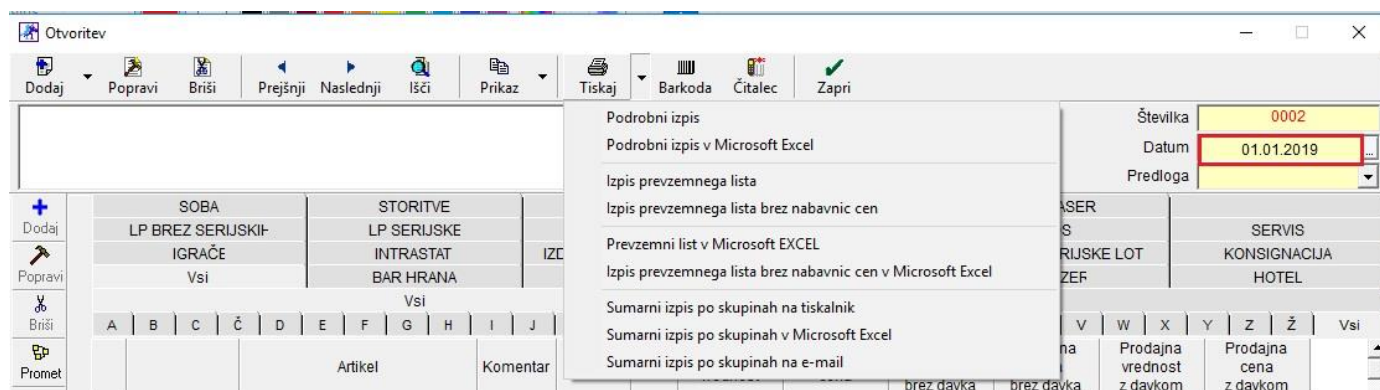 Otvoritev
Dodaj Popravi Briši Prejšnji Naslednji Išči Prikaz Tiskaj Barkoda Čitalec Zapri
Podrobni izpis
Podrobni izpis v Microsoft Excel
Izpis prevzemnega lista
Izpis prevzemnega lista brez nabavnic cen
Prevzemni list v Microsoft EXCEL
Izpis prevzemnega lista brez nabavnic cen v Microsoft Excel
Sumarni izpis po skupinah na tiskalnik
Sumarni izpis po skupinah v Microsoft Excel
Sumarni izpis po skupinah na e-mail
Številka 0002
Datum 01.01.2019 ...
Predloga
Dodaj
Popravi
Briši
Promet
SOBA STORITVE
LP BREZ SERIJSKIH LP SERIJSKE SERVIS
IGRAČE INTRASTAT RIJSKE LOT KONSIGNACIJA
Vsi BAR HRANA HOTEL
Vsi
A B C Č D E F G H I J V W X Y Z Ž Vsi
Artikel Komentar brez davka brez davka Prodajna vrednost z davkom Prodajna cena z davkom